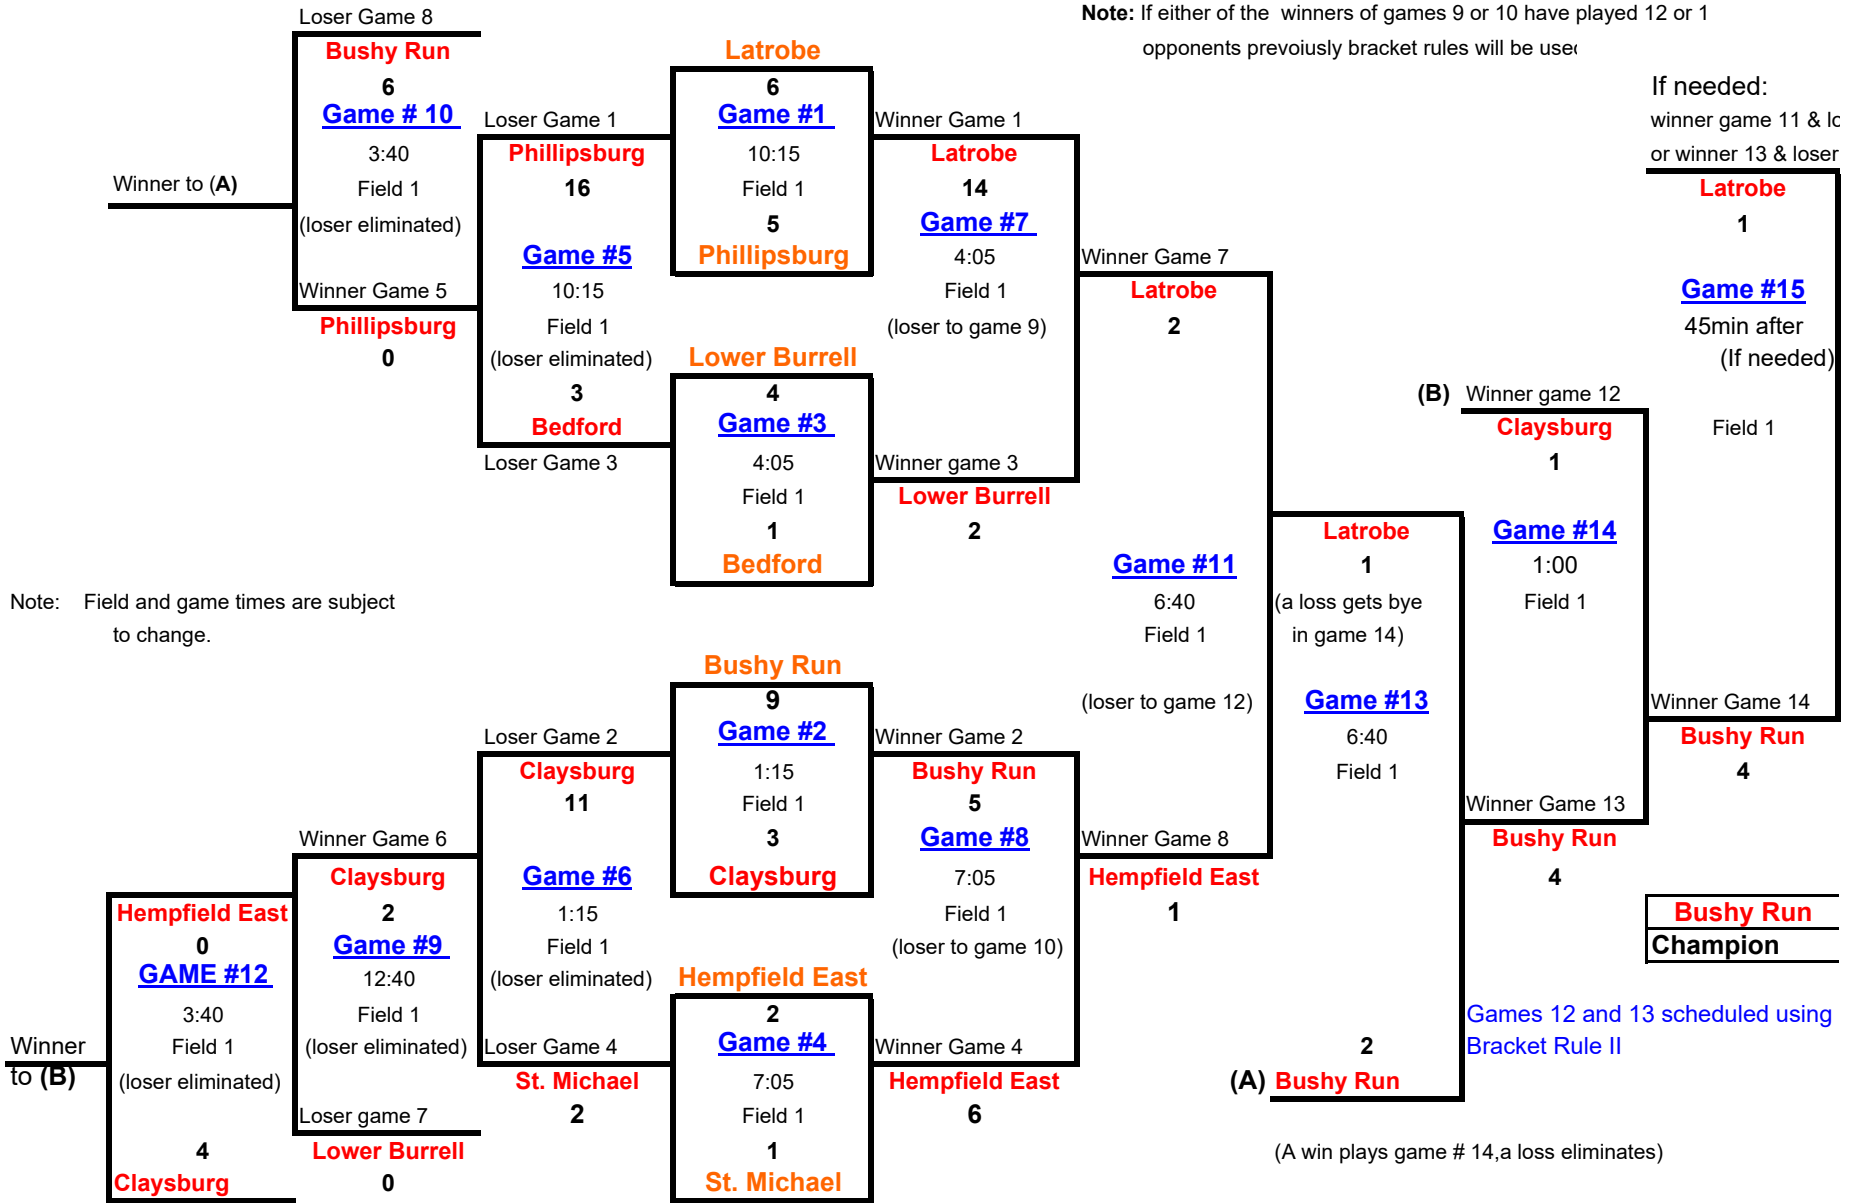 Loser Game 8
Bushy Run
6
Game # 10
3:40
Field 1
(loser eliminated)
Winner to (A)
Winner Game 5
Phillipsburg
0
Loser Game 1
Phillipsburg
16
Game #5
10:15
Field 1
(loser eliminated)
3
Bedford
Loser Game 3
Latrobe
6
Game #1
10:15
Field 1
5
Phillipsburg
Lower Burrell
4
Game #3
4:05
Field 1
1
Bedford
Winner Game 1
Latrobe
14
Game #7
4:05
Field 1
(loser to game 9)
Winner game 3
Lower Burrell
2
Note: If either of the winners of games 9 or 10 have played 12 or 1
opponents prevoiusly bracket rules will be used
Winner Game 7
Latrobe
2
Game #11
6:40
Field 1
(loser to game 12)
Winner Game 8
Hempfield East
1
Note: Field and game times are subject
to change.
Bushy Run
9
Game #2
1:15
Field 1
3
Claysburg
Hempfield East
2
Game #4
7:05
Field 1
1
St. Michael
Loser Game 2
Claysburg
11
Game #6
1:15
Field 1
(loser eliminated)
Loser Game 4
St. Michael
2
Winner Game 2
Bushy Run
5
Game #8
7:05
Field 1
(loser to game 10)
Winner Game 4
Hempfield East
6
Winner Game 6
Claysburg
2
Game #9
12:40
Field 1
(loser eliminated)
Loser game 7
Lower Burrell
0
Hempfield East
0
GAME #12
3:40
Field 1
(loser eliminated)
4
Claysburg
Winner
to (B)
Latrobe
1
(a loss gets bye
in game 14)
Game #13
6:40
Field 1
2
(A) Bushy Run
(A win plays game # 14,a loss eliminates)
(B) Winner game 12
Claysburg
1
Game #14
1:00
Field 1
Winner Game 13
Bushy Run
4
If needed:
winner game 11 & lo
or winner 13 & loser
Latrobe
1
Game #15
45min after
(If needed)
Field 1
Winner Game 14
Bushy Run
4
Bushy Run
Champion
Games 12 and 13 scheduled using
Bracket Rule II